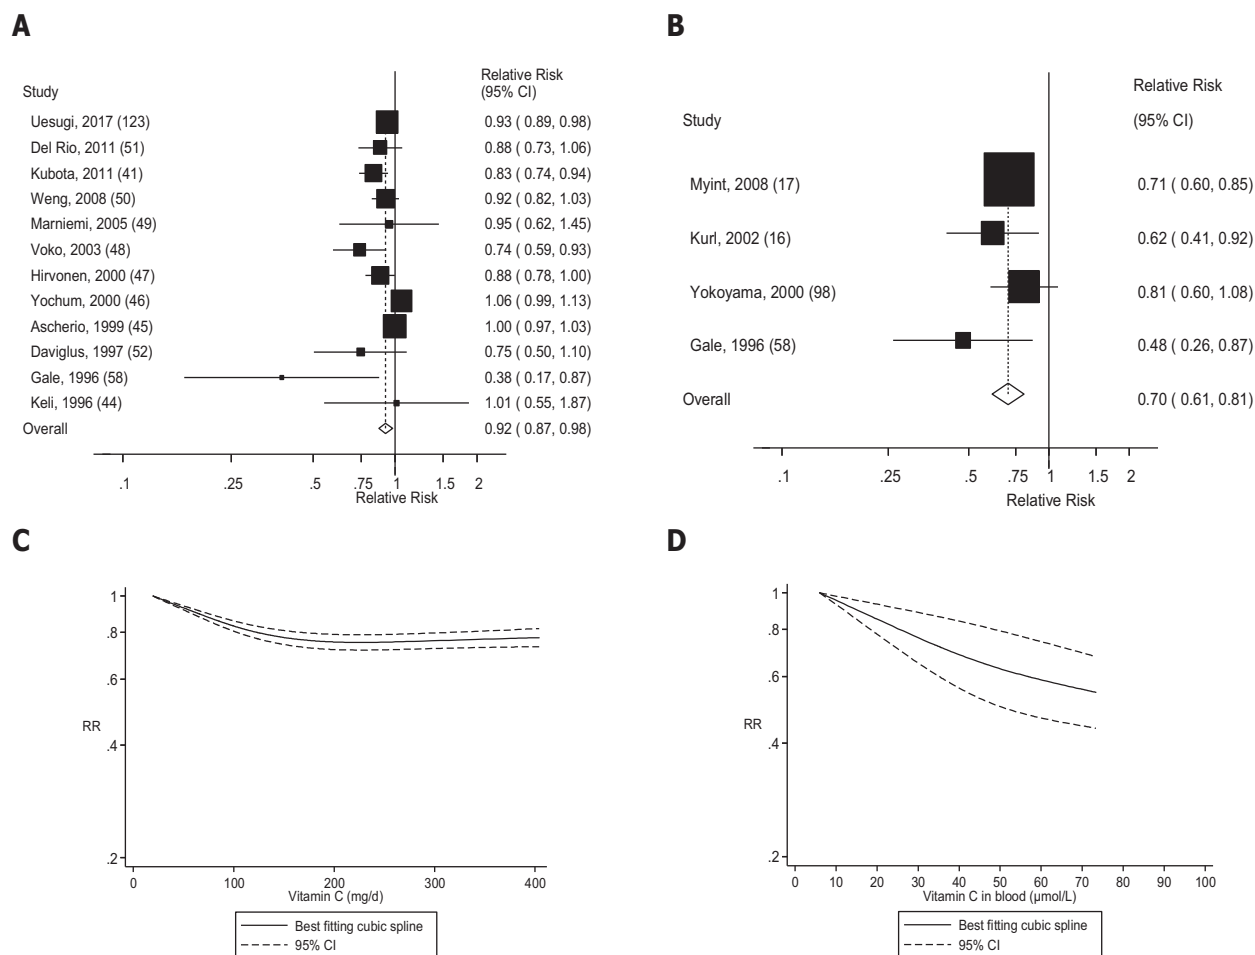 A
Relative Risk
Study (95% CI)
Uesugi, 2017 (123) 0.93 ( 0.89, 0.98)
Del Rio, 2011 (51) 0.88 ( 0.73, 1.06)
Kubota, 2011 (41) 0.83 ( 0.74, 0.94)
Weng, 2008 (50) 0.92 ( 0.82, 1.03)
Marniemi, 2005 (49) 0.95 ( 0.62, 1.45)
Voko, 2003 (48) 0.74 ( 0.59, 0.93)
Hirvonen, 2000 (47) 0.88 ( 0.78, 1.00)
Yochum, 2000 (46) 1.06 ( 0.99, 1.13)
Ascherio, 1999 (45) 1.00 ( 0.97, 1.03)
Daviglus, 1997 (52) 0.75 ( 0.50, 1.10)
Gale, 1996 (58) 0.38 ( 0.17, 0.87)
Keli, 1996 (44) 1.01 ( 0.55, 1.87)
Overall 0.92 ( 0.87, 0.98)
.1 .25 .5 .75 1 1.5 2
Relative Risk
B
Relative Risk
Study (95% CI)
Myint, 2008 (17) 0.71 ( 0.60, 0.85)
Kurl, 2002 (16) 0.62 ( 0.41, 0.92)
Yokoyama, 2000 (98) 0.81 ( 0.60, 1.08)
Gale, 1996 (58) 0.48 ( 0.26, 0.87)
Overall 0.70 ( 0.61, 0.81)
.1 .25 .5 .75 1 1.5 2
Relative Risk
C
1
.8
.6
RR
.4
.2
0 100 200 300 400
Vitamin C (mg/d)
Best fitting cubic spline
95% CI
D
1
.8
.6
RR
.4
.2
0 10 20 30 40 50 60 70 80 90 100
Vitamin C in blood (μmol/L)
Best fitting cubic spline
95% CI